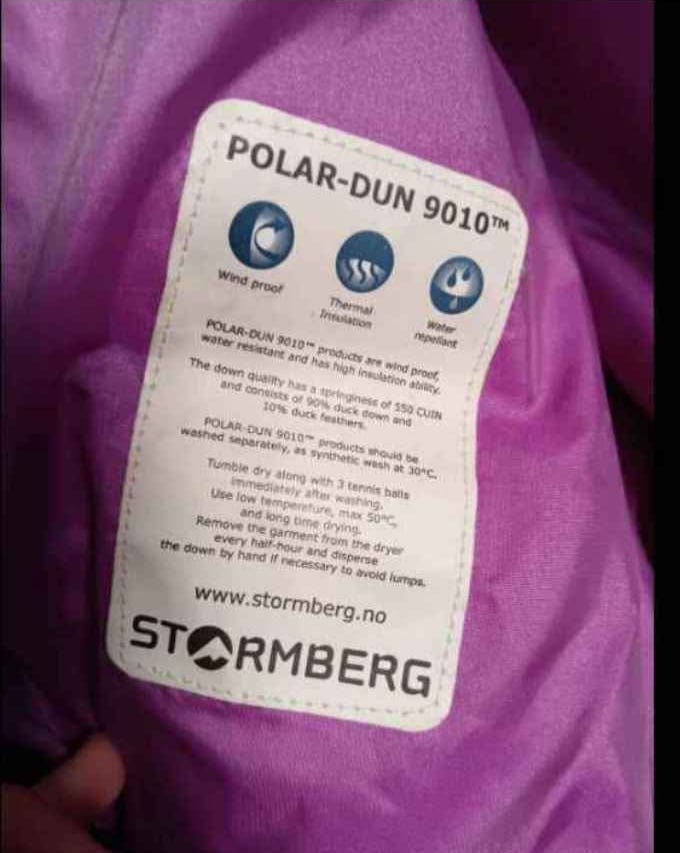 POLAR-DUN 9010™
Wind proof
Thermal
Insulation
Water
repellant
POLAR-DUN 9010™ products are wind proof,
water resistant and has high insulation ability.
The down quality has a springiness of 550 CUIN
and consists of 90% duck down and
10% duck feathers.
POLAR-DUN 9010™ products should be
washed separately, as synthetic wash at 30°C.
Tumble dry along with 3 tennis balls
immediately after washing.
Use low temperature, max 50°C,
and long time drying.
Remove the garment from the dryer
every half-hour and disperse
the down by hand if necessary to avoid lumps.
www.stormberg.no
STORMBERG